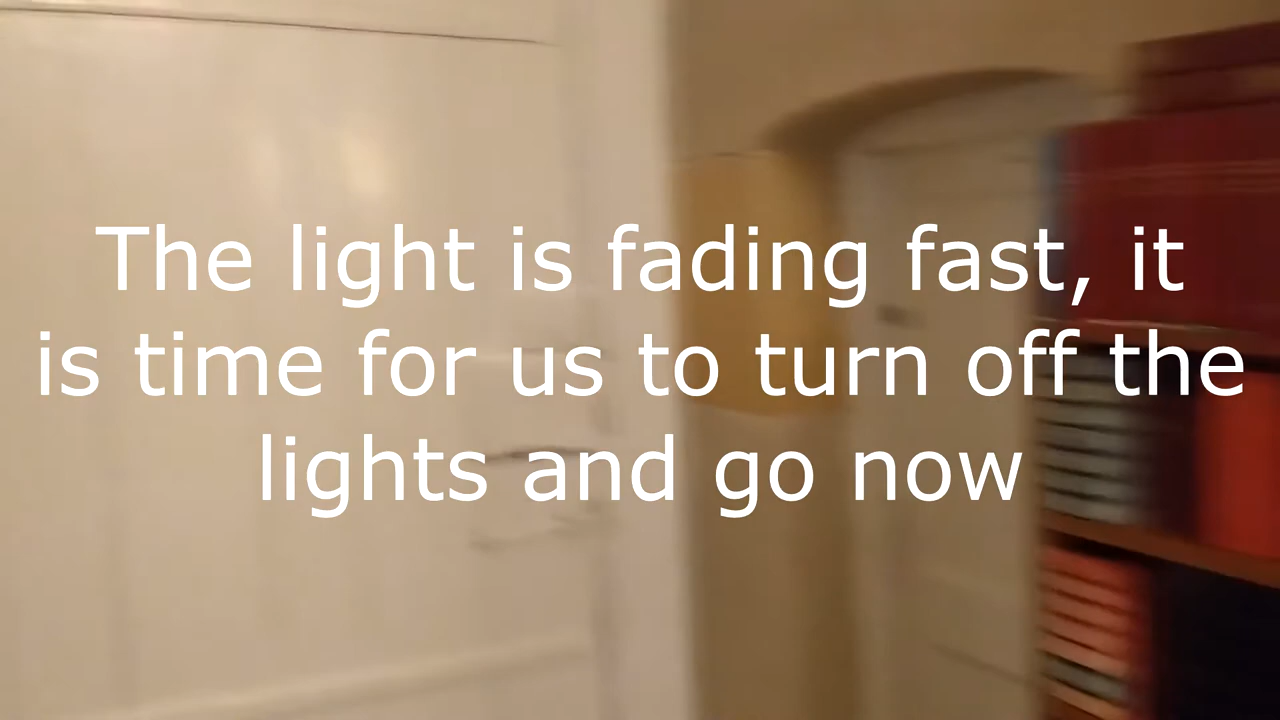 The light is fading fast, it
is time for us to turn off the
lights and go now